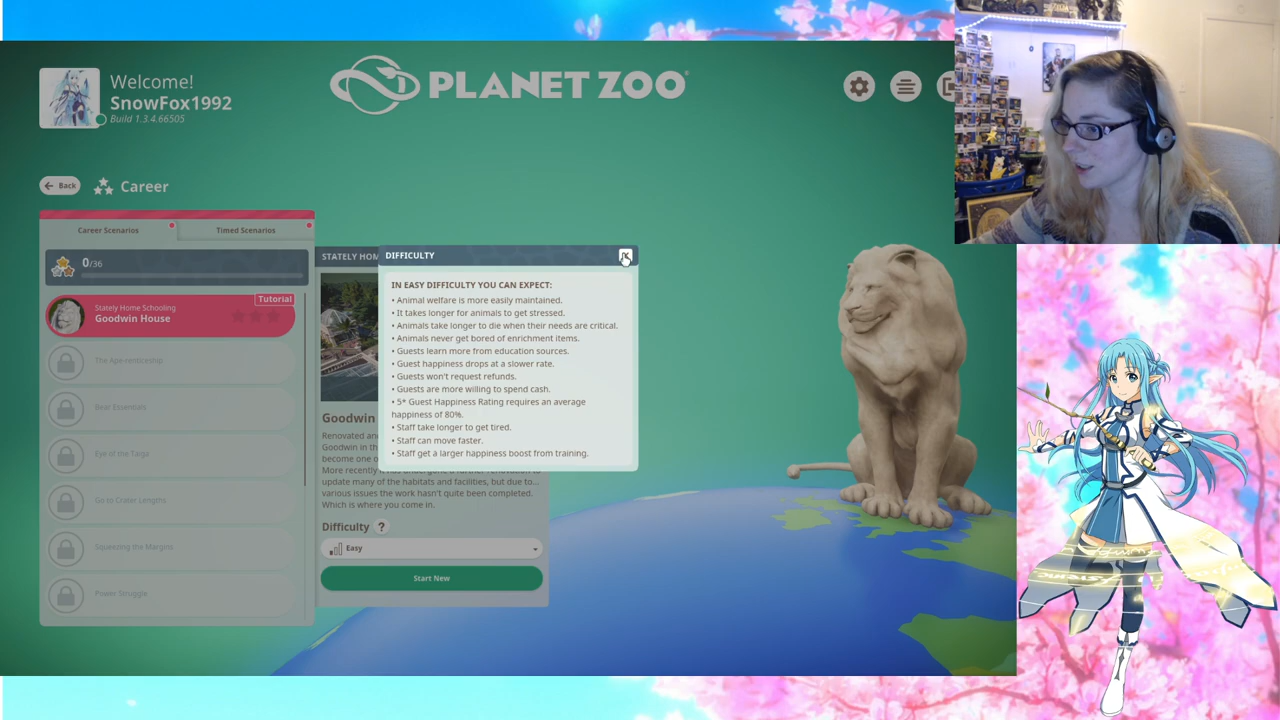 Welcome!
SnowFox1992
Build 1.3.4.66505
PLANET ZOO
Back
Career
Career Scenarios
Timed Scenarios
0/36
Tutorial
Stately Home Schooling
Goodwin House
The Ape-renticeship
Bear Essentials
Eye of the Taiga
Go to Crater Lengths
Squeezing the Margins
Power Struggle
STATELY HOM
DIFFICULTY
IN EASY DIFFICULTY YOU CAN EXPECT:
• Animal welfare is more easily maintained.
• It takes longer for animals to get stressed.
• Animals take longer to die when their needs are critical.
• Animals never get bored of enrichment items.
• Guests learn more from education sources.
• Guest happiness drops at a slower rate.
• Guests won't request refunds.
• Guests are more willing to spend cash.
• 5* Guest Happiness Rating requires an average
happiness of 80%.
• Staff take longer to get tired.
• Staff can move faster.
• Staff get a larger happiness boost from training.
Goodwin
Renovated an
Goodwin in th
become one o
More recently
update many of the habitats and facilities, but due to...
various issues the work hasn't quite been completed.
Which is where you come in.
Difficulty ?
Easy
Start New